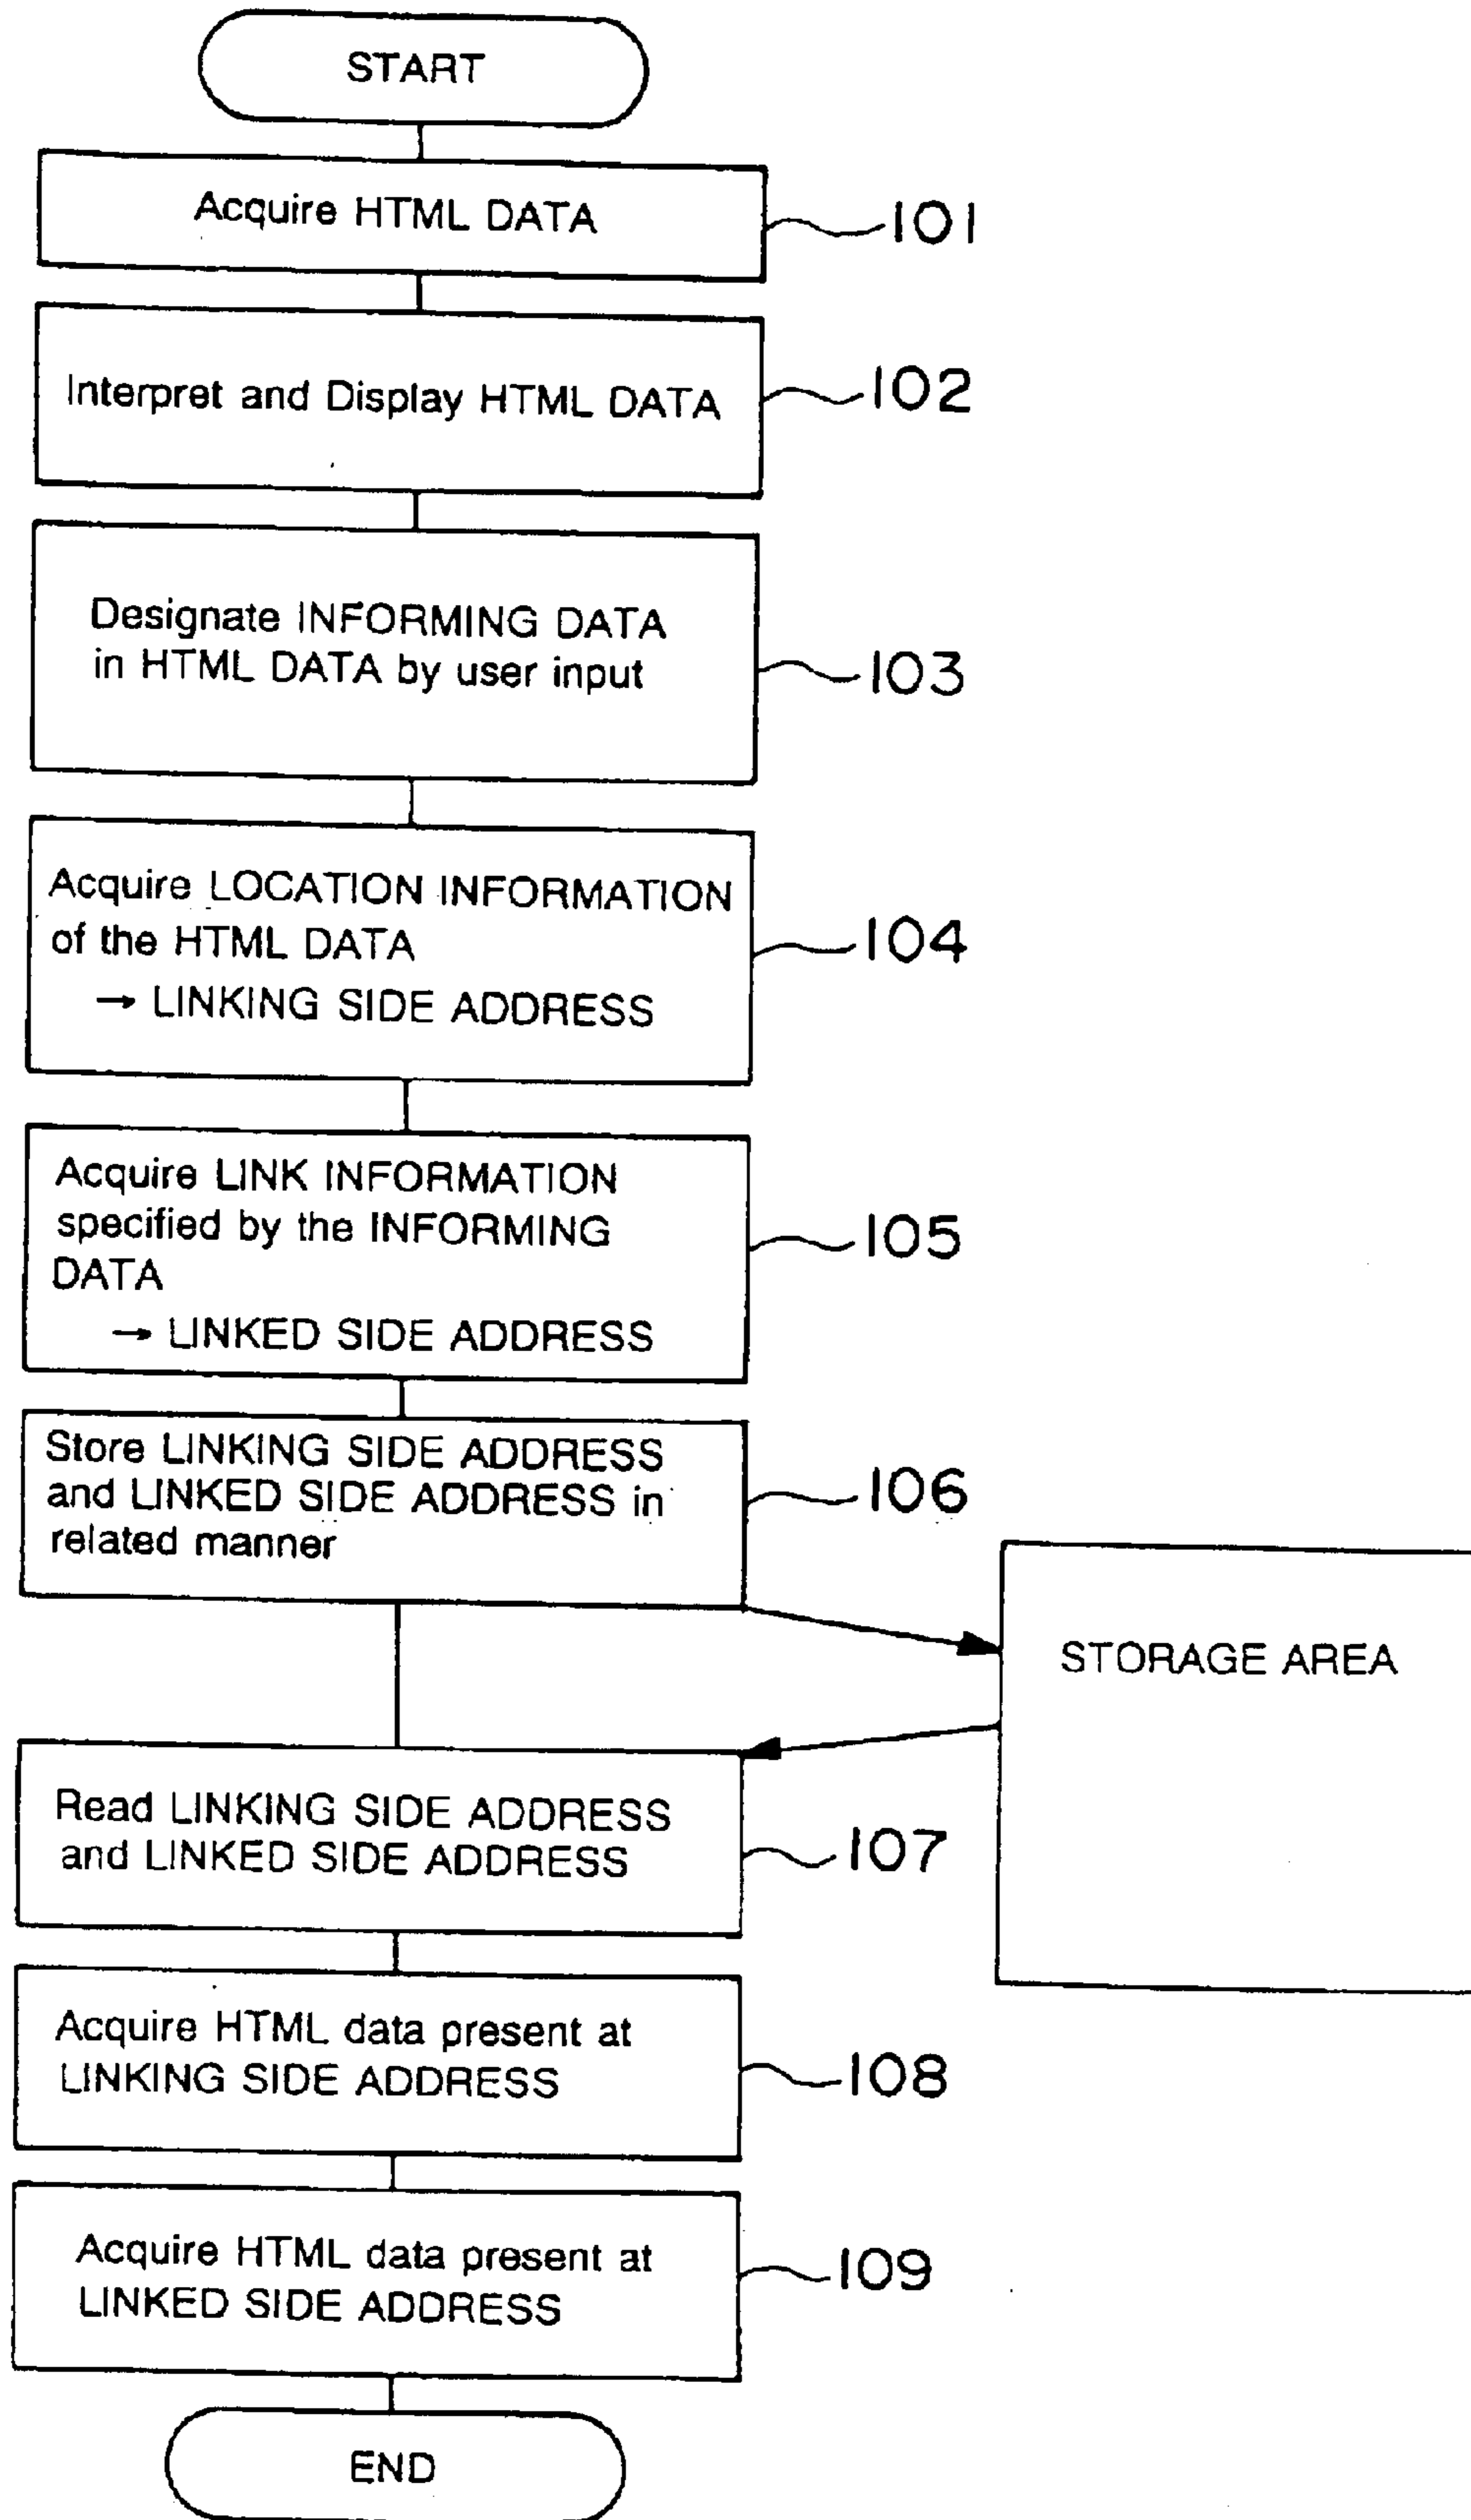 START
Acquire HTML DATA
101
Interpret and Display HTML DATA
102
Designate INFORMING DATA
in HTML DATA by user input
103
Acquire LOCATION INFORMATION
of the HTML DATA
→ LINKING SIDE ADDRESS
104
Acquire LINK INFORMATION
specified by the INFORMING
DATA
→ LINKED SIDE ADDRESS
105
Store LINKING SIDE ADDRESS
and LINKED SIDE ADDRESS in
related manner
106
STORAGE AREA
Read LINKING SIDE ADDRESS
and LINKED SIDE ADDRESS
107
Acquire HTML data present at
LINKING SIDE ADDRESS
108
Acquire HTML data present at
LINKED SIDE ADDRESS
109
END